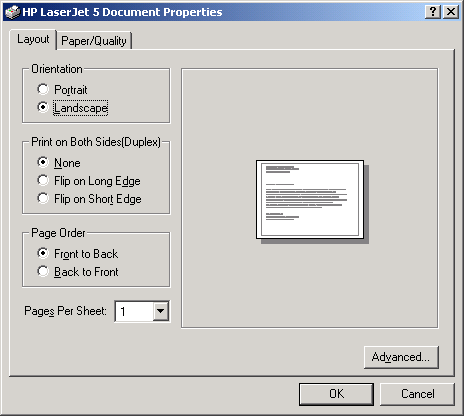 HP LaserJet 5 Document Properties
Layout Paper/Quality
Orientation
Portrait
Landscape
Print on Both Sides(Duplex)
None
Flip on Long Edge
Flip on Short Edge
Page Order
Front to Back
Back to Front
Pages Per Sheet: 1
Advanced...
OK Cancel